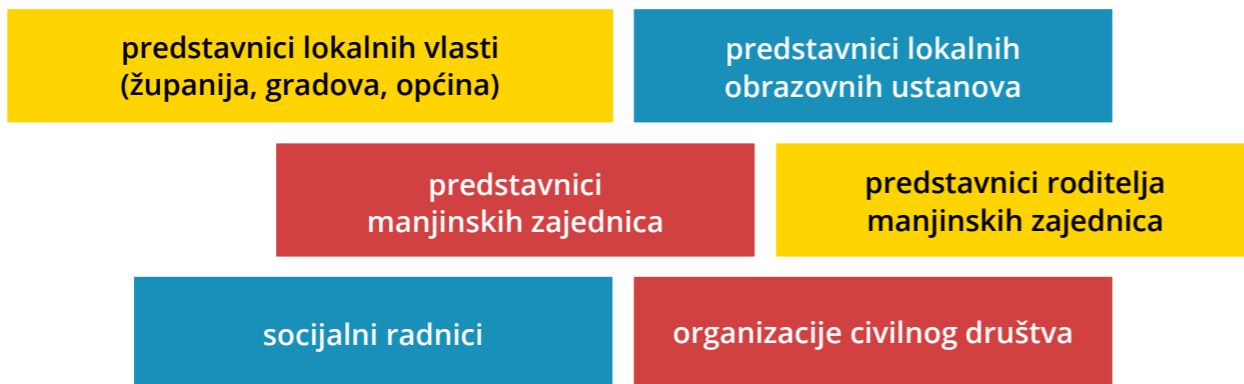 predstavnici lokalnih vlasti
(županija, gradova, općina)
predstavnici lokalnih
obrazovnih ustanova
predstavnici
manjinskih zajednica
predstavnici roditelja
manjinskih zajednica
socijalni radnici
organizacije civilnog društva